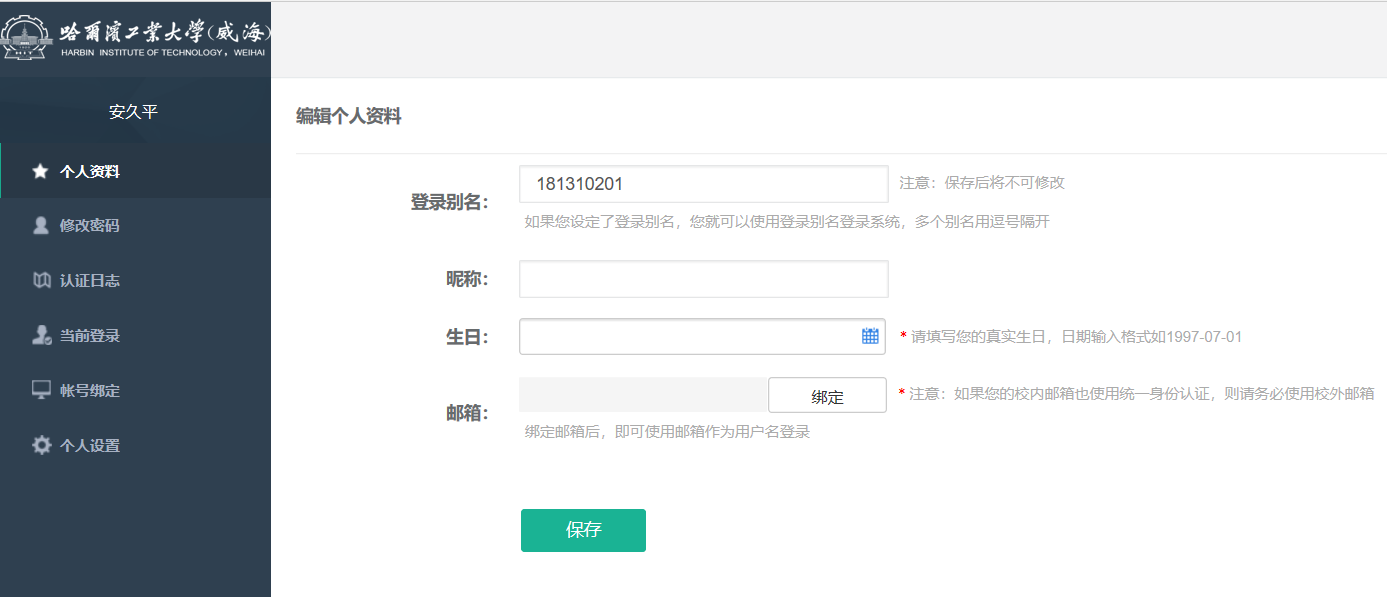 哈尔滨工业大学(威海)
HARBIN INSTITUTE OF TECHNOLOGY，WEIHAI
安久平
个人资料
修改密码
认证日志
当前登录
帐号绑定
个人设置
编辑个人资料
登录别名：
181310201
注意：保存后将不可修改
如果您设定了登录别名，您就可以使用登录别名登录系统，多个别名用逗号隔开
昵称：
生日：
* 请填写您的真实生日，日期输入格式如1997-07-01
邮箱：
绑定
* 注意：如果您的校内邮箱也使用统一身份认证，则请务必使用校外邮箱
绑定邮箱后，即可使用邮箱作为用户名登录
保存